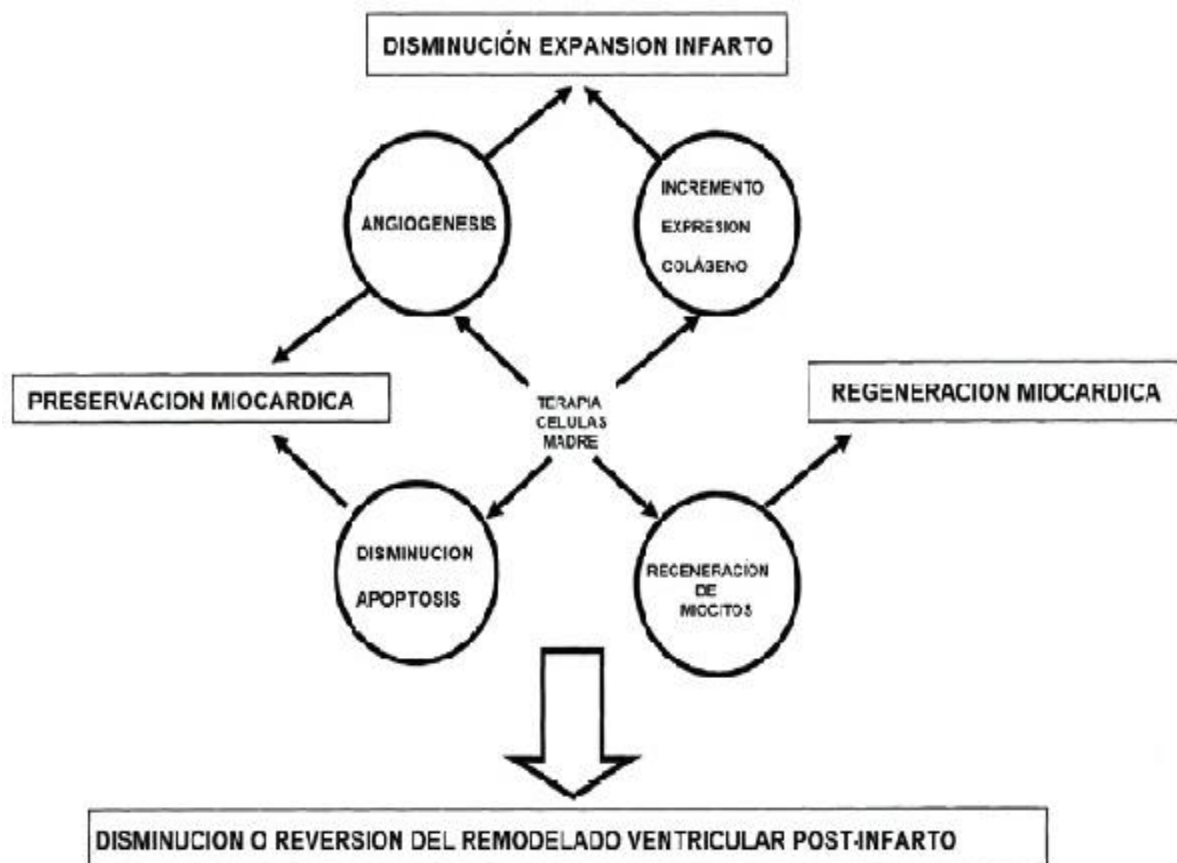 DISMINUCIÓN EXPANSION INFARTO
ANGIOGENESIS
INCREMENTO
EXPRESION
COLÁGENO
PRESERVACION MIOCARDICA
TERAPIA
CELULAS
MADRE
REGENERACION MIOCARDICA
DISMINUCION
APOPTOSIS
REGENERACION
DE
MIOCITOS
DISMINUCION O REVERSION DEL REMODELADO VENTRICULAR POST-INFARTO